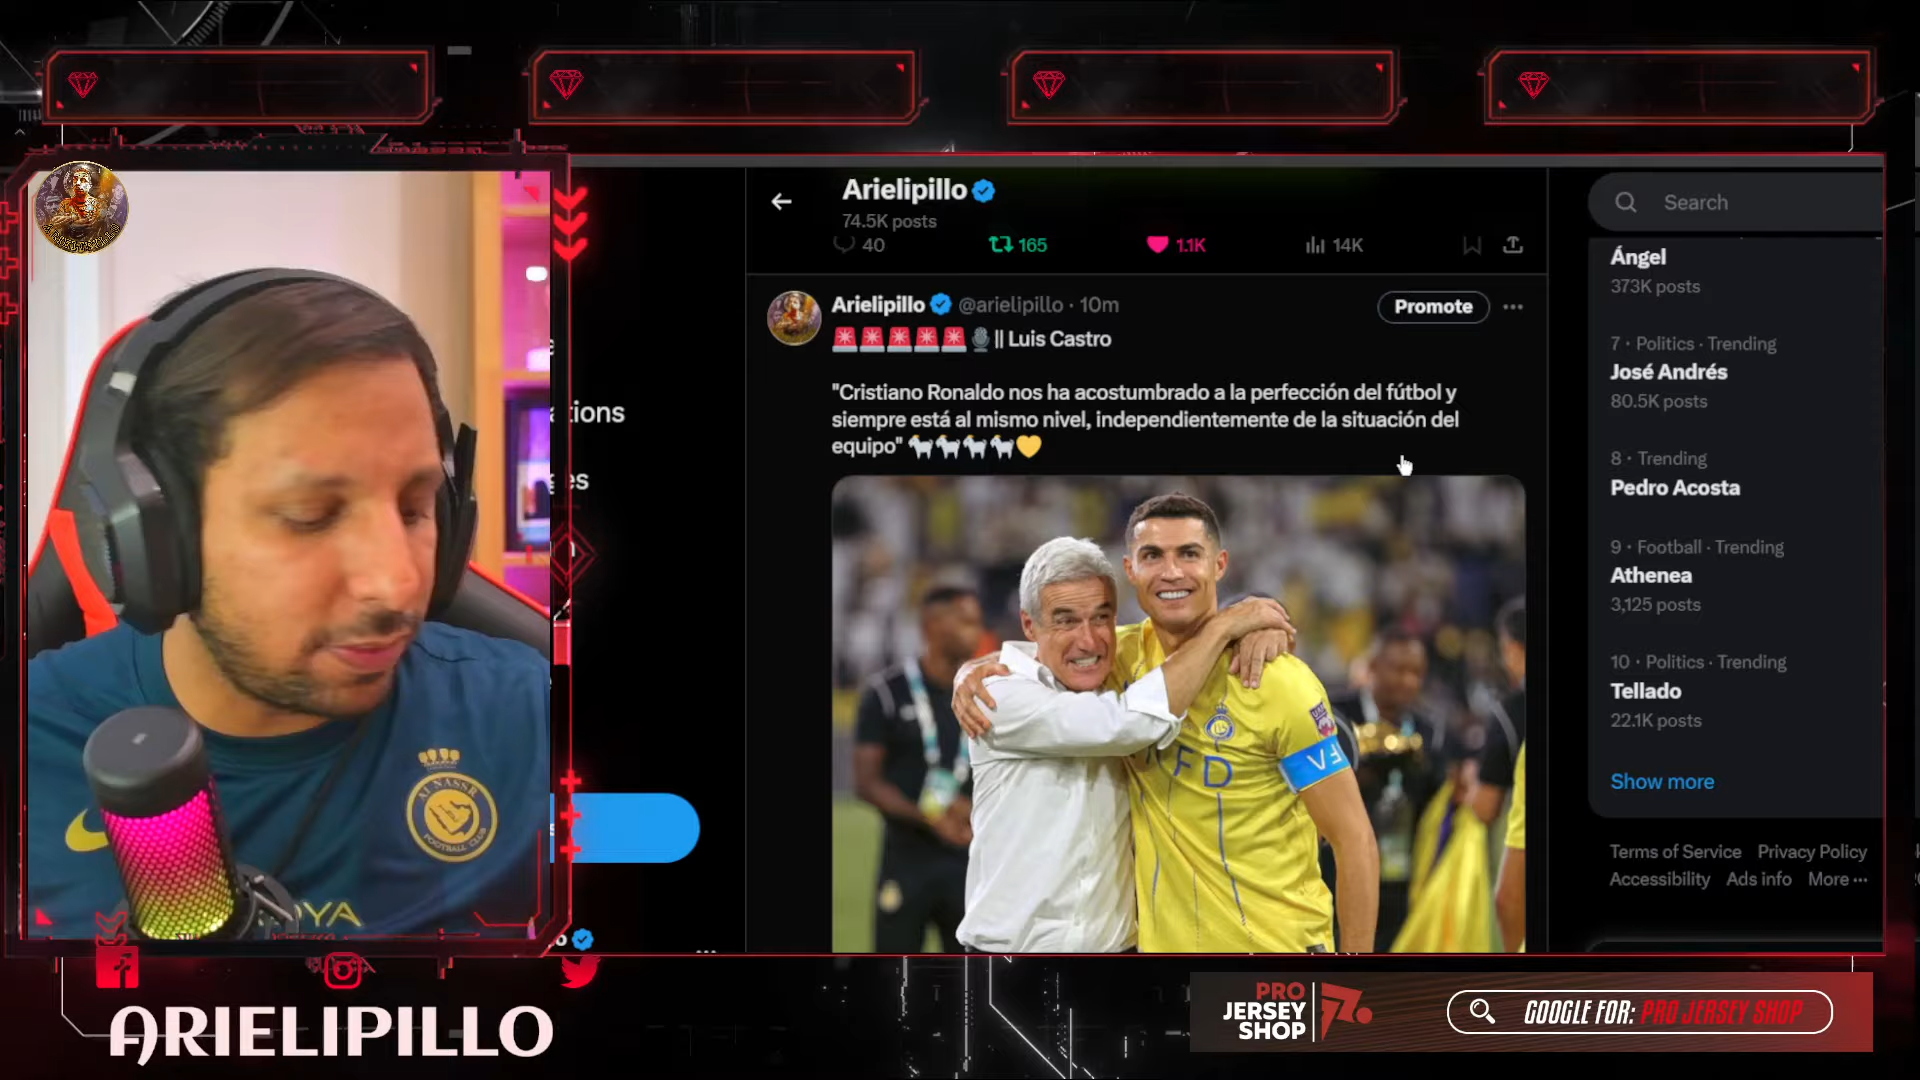 Arielipillo
74.5K posts
40
165
1.1K
14K
Search
Arielipillo @arielipillo · 10m
Promote
|| Luis Castro
"Cristiano Ronaldo nos ha acostumbrado a la perfección del fútbol y
siempre está al mismo nivel, independientemente de la situación del
equipo"
Ángel
373K posts
7 · Politics · Trending
José Andrés
80.5K posts
8 · Trending
Pedro Acosta
9 · Football · Trending
Athenea
3,125 posts
10 · Politics · Trending
Tellado
22.1K posts
Show more
Terms of Service Privacy Policy
Accessibility Ads info More
AL NASSR
FOOTBALL CLUB
ARIELIPILLO
PRO
JERSEY
SHOP
GOOGLE FOR: PRO JERSEY SHOP